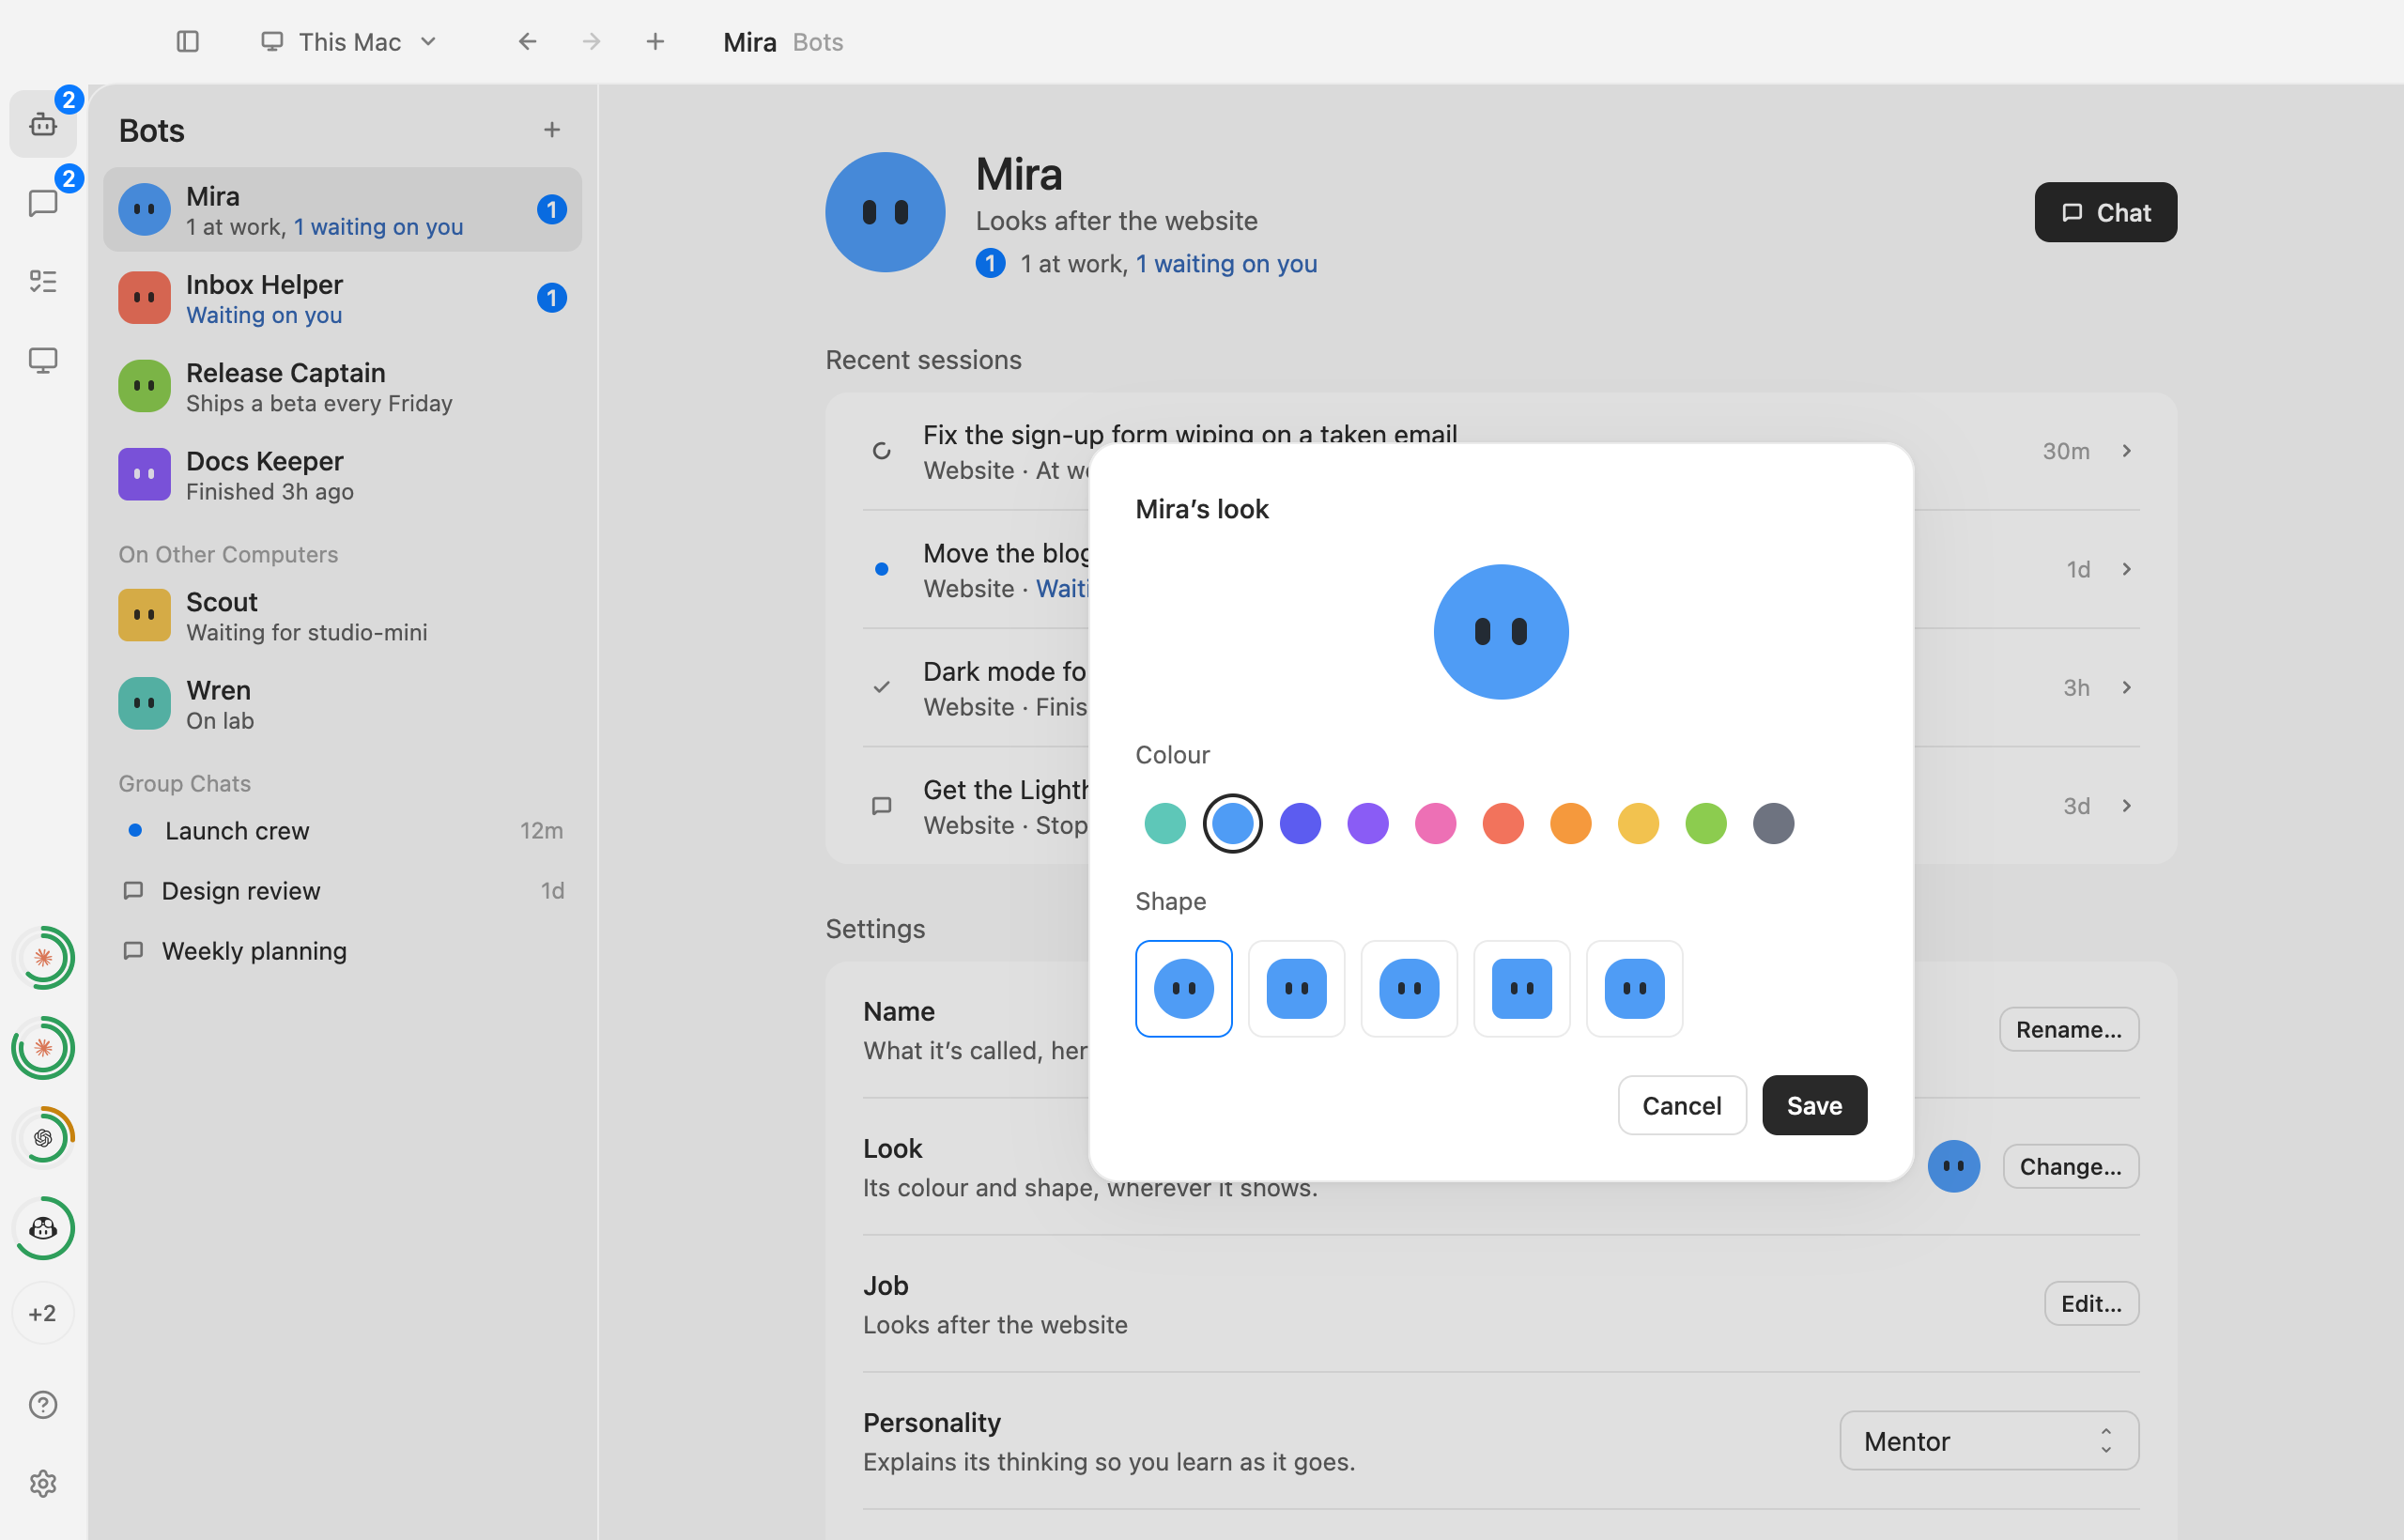 This Mac
Mira Bots
2
2
Bots
Mira
1 at work, 1 waiting on you
1
Inbox Helper
Waiting on you
1
Release Captain
Ships a beta every Friday
Docs Keeper
Finished 3h ago
On Other Computers
Scout
Waiting for studio-mini
Wren
On lab
Group Chats
Launch crew 12m
Design review 1d
Weekly planning
+2
Mira
Looks after the website
1 1 at work, 1 waiting on you
Chat
Recent sessions
Fix the sign-up form wiping on a taken email
Website · At
30m
Move the blog
Website ·
1d
Dark mode
Website ·
3h
Get the
Website ·
3d
Settings
Name
What it’s called,
Rename...
Look
Its colour and shape, wherever it shows.
Change...
Job
Looks after the website
Edit...
Personality
Explains its thinking so you learn as it goes.
Mentor
Mira’s look
Colour
Shape
Cancel
Save